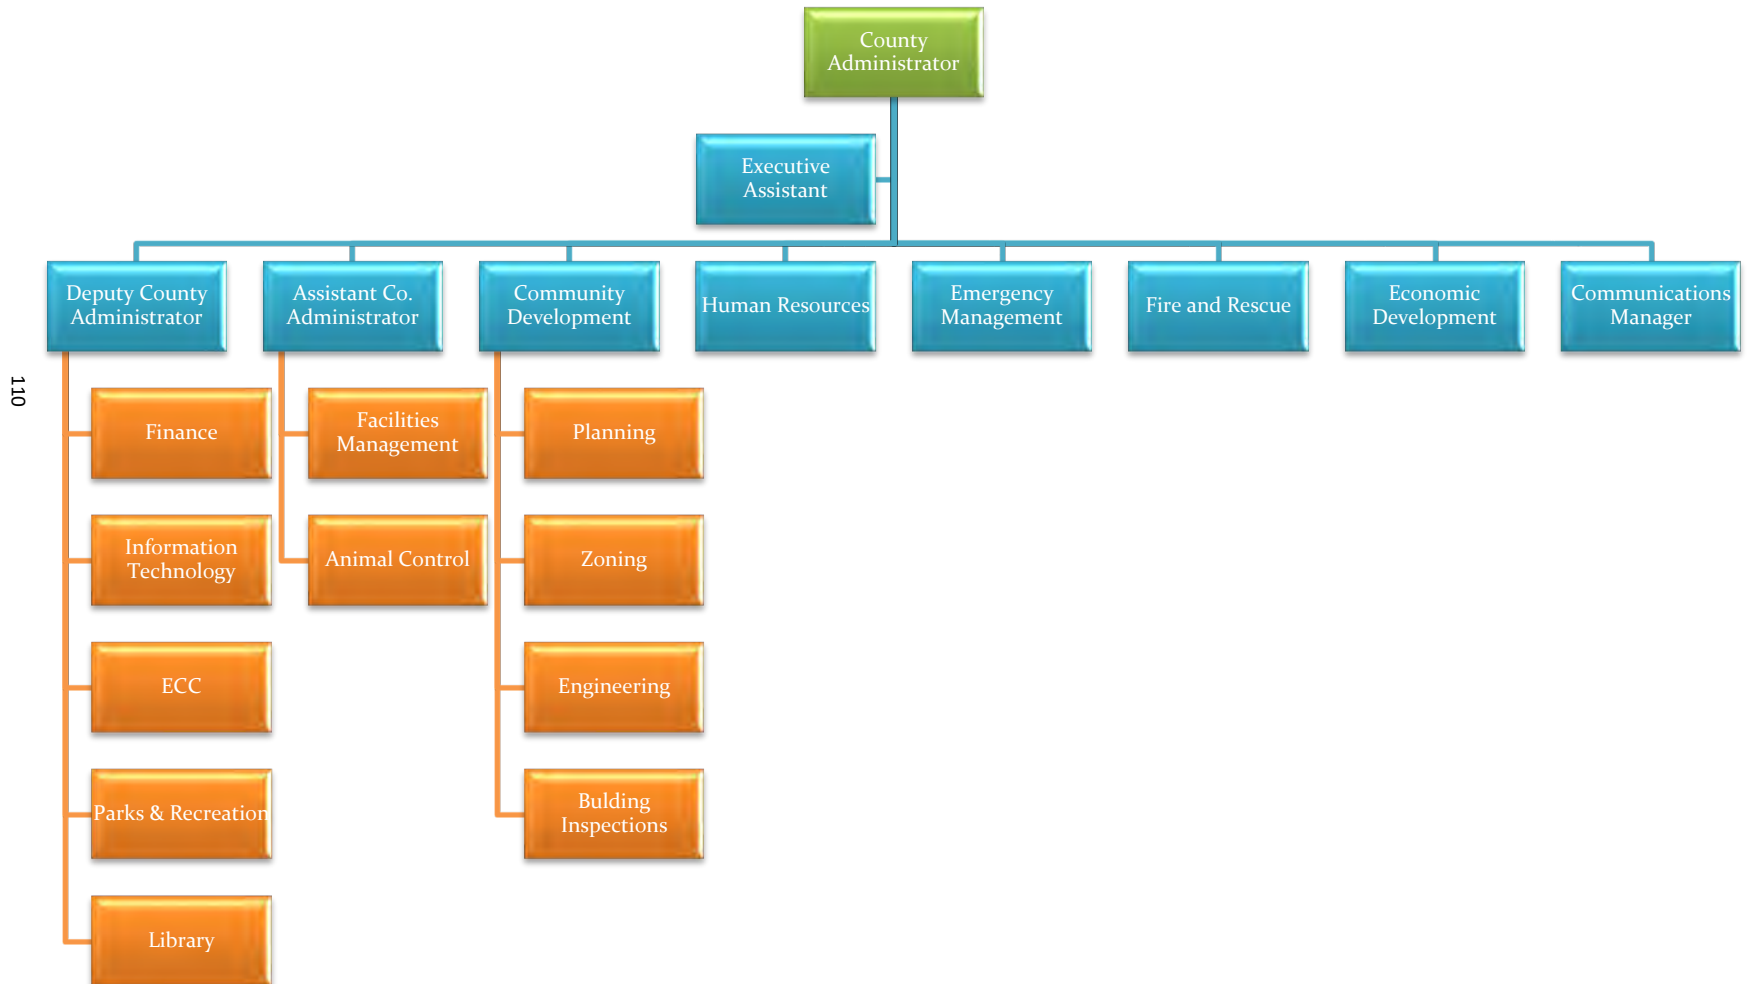 County
Administrator
Executive
Assistant
Deputy County
Administrator
Assistant Co.
Administrator
Community
Development
Human Resources
Emergency
Management
Fire and Rescue
Economic
Development
Communications
Manager
Finance
Information
Technology
ECC
Parks & Recreation
Library
Facilities
Management
Animal Control
Planning
Zoning
Engineering
Bulding
Inspections
110